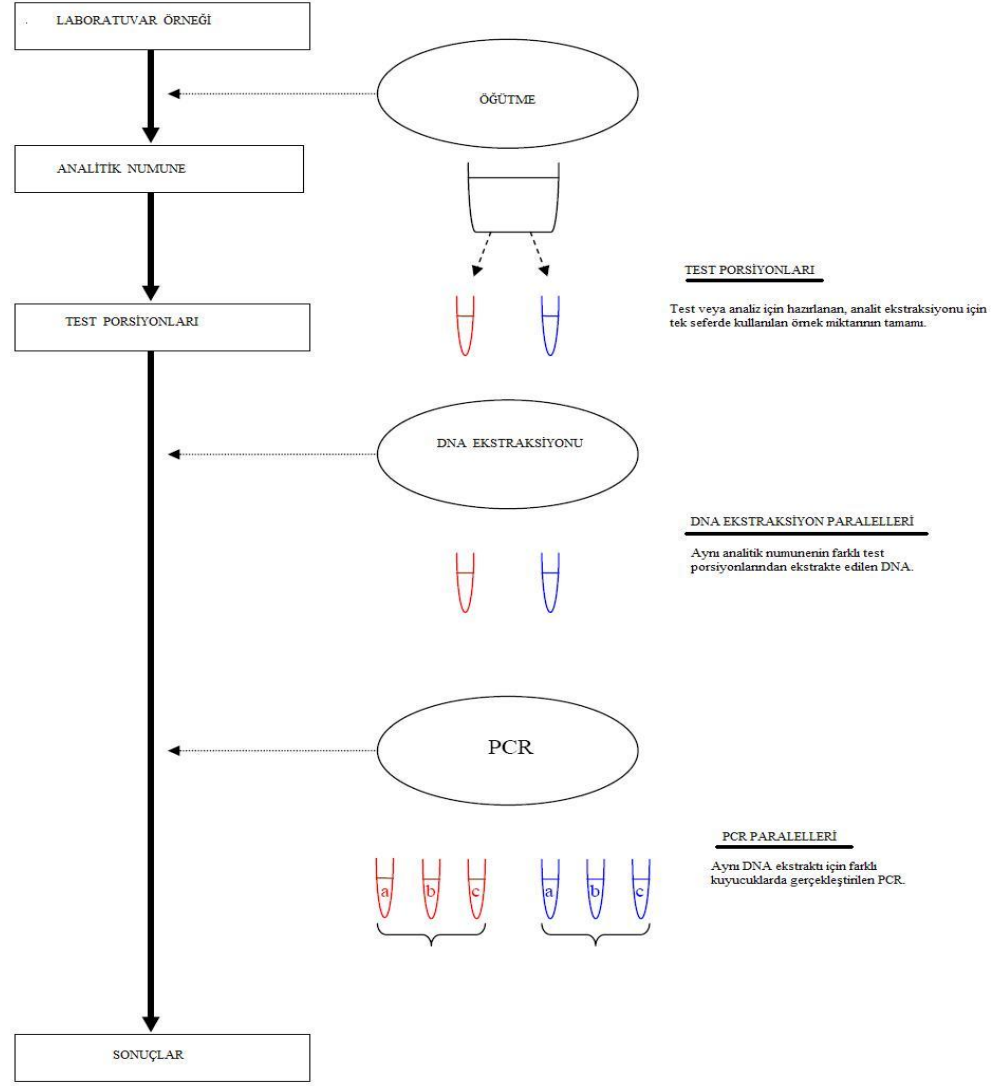 LABORATUVAR ÖRNEĞİ
ÖĞÜTME
ANALİTİK NUMUNE
TEST PORSİYONLARI
Test veya analiz için hazırlanan, analit ekstraksiyonu için
tek seferde kullanılan örnek miktarının tamamı.
TEST PORSİYONLARI
DNA EKSTRAKSİYONU
DNA EKSTRAKSİYON PARALELLERİ
Aynı analitik numunenin farklı test
porsiyonlarından ekstrakte edilen DNA.
PCR
PCR PARALELLERİ
Aynı DNA ekstraktı için farklı
kuyucuklarda gerçekleştirilen PCR.
a b c a b c
SONUÇLAR